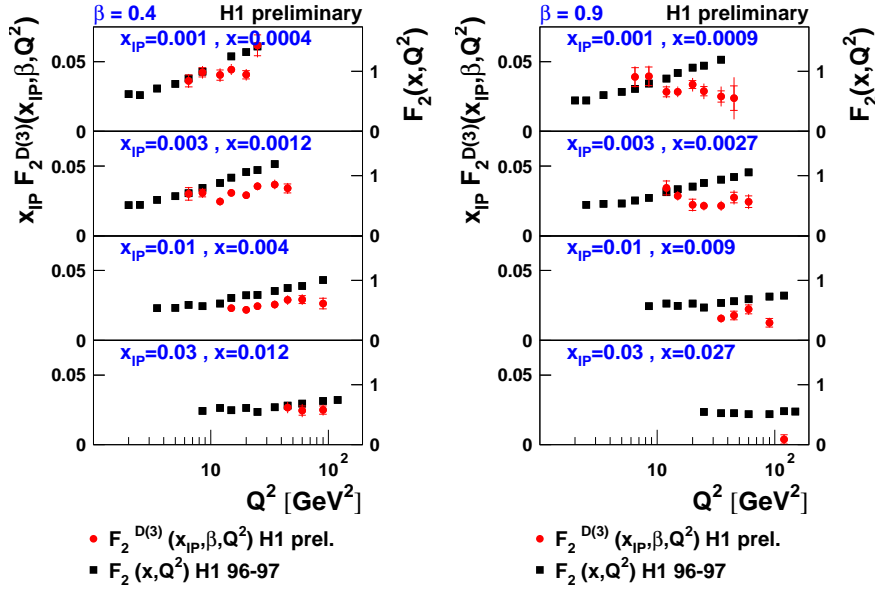 β = 0.4 H1 preliminary
x_IP F_2^D(3)(x_IP,β,Q^2)
F_2(x,Q^2)
x_IP=0.001 , x=0.0004
0.05
1
0
x_IP=0.003 , x=0.0012
0.05
1
0
x_IP=0.01 , x=0.004
0.05
1
0
x_IP=0.03 , x=0.012
0.05
1
0
0
10 10^2
Q^2 [GeV^2]
F_2^D(3) (x_IP,β,Q^2) H1 prel.
F_2 (x,Q^2) H1 96-97
β = 0.9 H1 preliminary
x_IP F_2^D(3)(x_IP,β,Q^2)
F_2(x,Q^2)
x_IP=0.001 , x=0.0009
0.05
1
0
x_IP=0.003 , x=0.0027
0.05
1
0
x_IP=0.01 , x=0.009
0.05
1
0
x_IP=0.03 , x=0.027
0.05
1
0
0
10 10^2
Q^2 [GeV^2]
F_2^D(3) (x_IP,β,Q^2) H1 prel.
F_2 (x,Q^2) H1 96-97